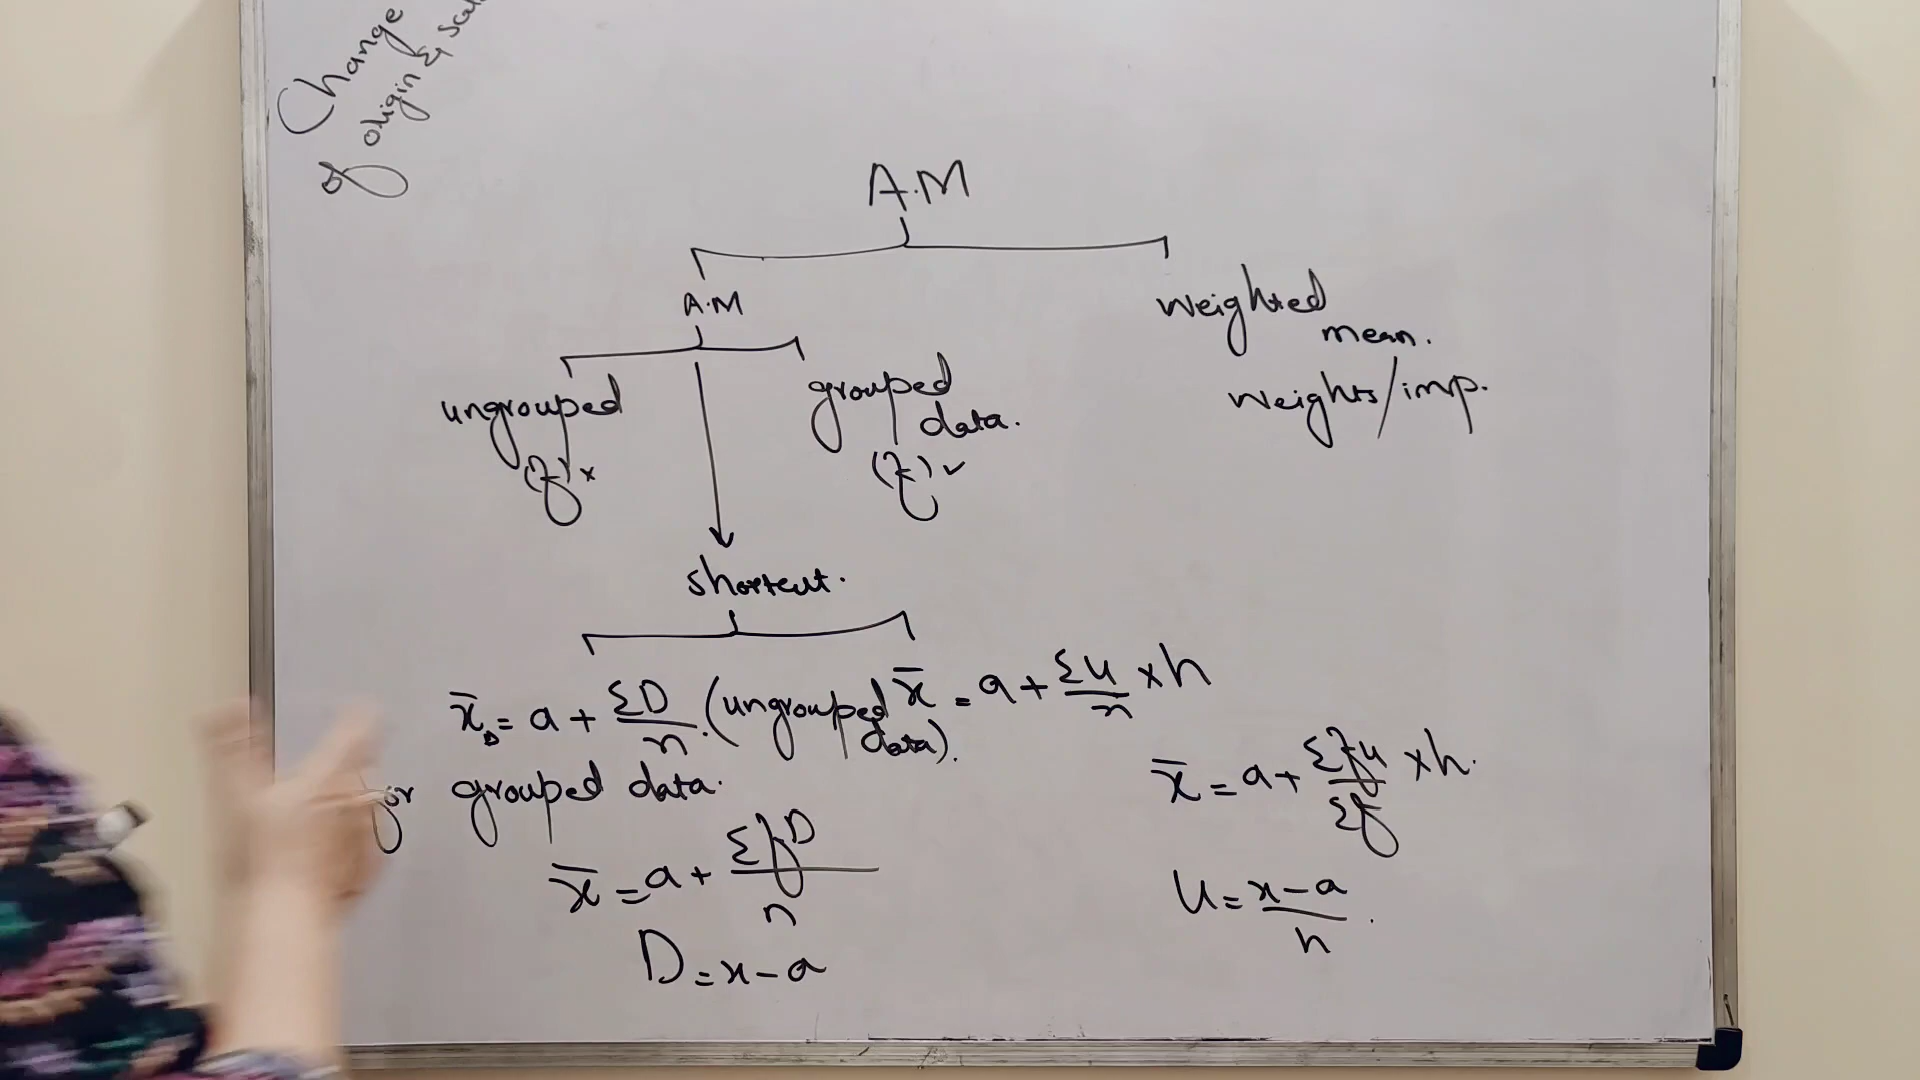 Change
of origin & scal
A.M
A.M
weighted
mean.
weights/imp.
ungrouped
(f) ×
grouped
data.
(f) ✓
shortcut.
x̄ = a + ΣD/n. (ungrouped data).
x̄ = a + Σu/n × h
for grouped data.
x̄ = a + ΣfD/n
D = x - a
x̄ = a + Σfu/Σf × h.
U = x - a/h.